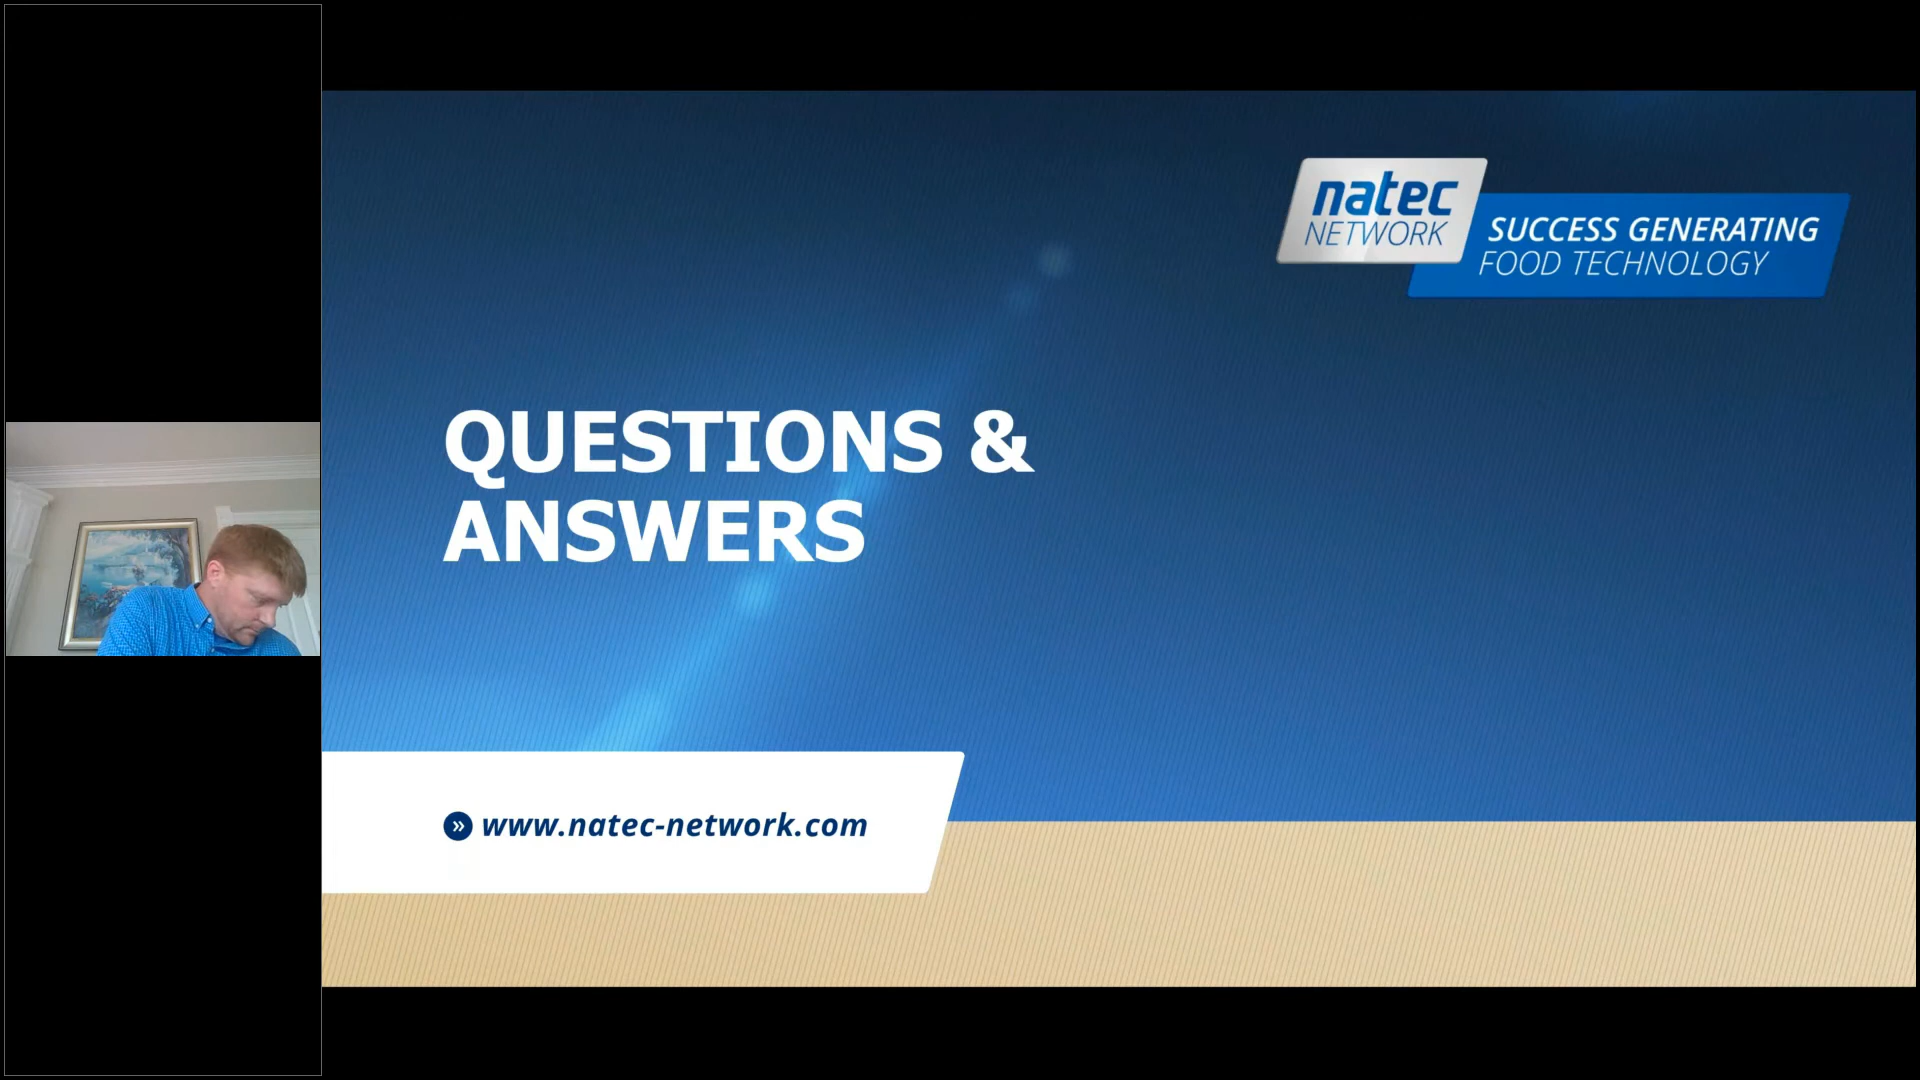 natec
NETWORK
SUCCESS GENERATING
FOOD TECHNOLOGY
QUESTIONS &
ANSWERS
www.natec-network.com